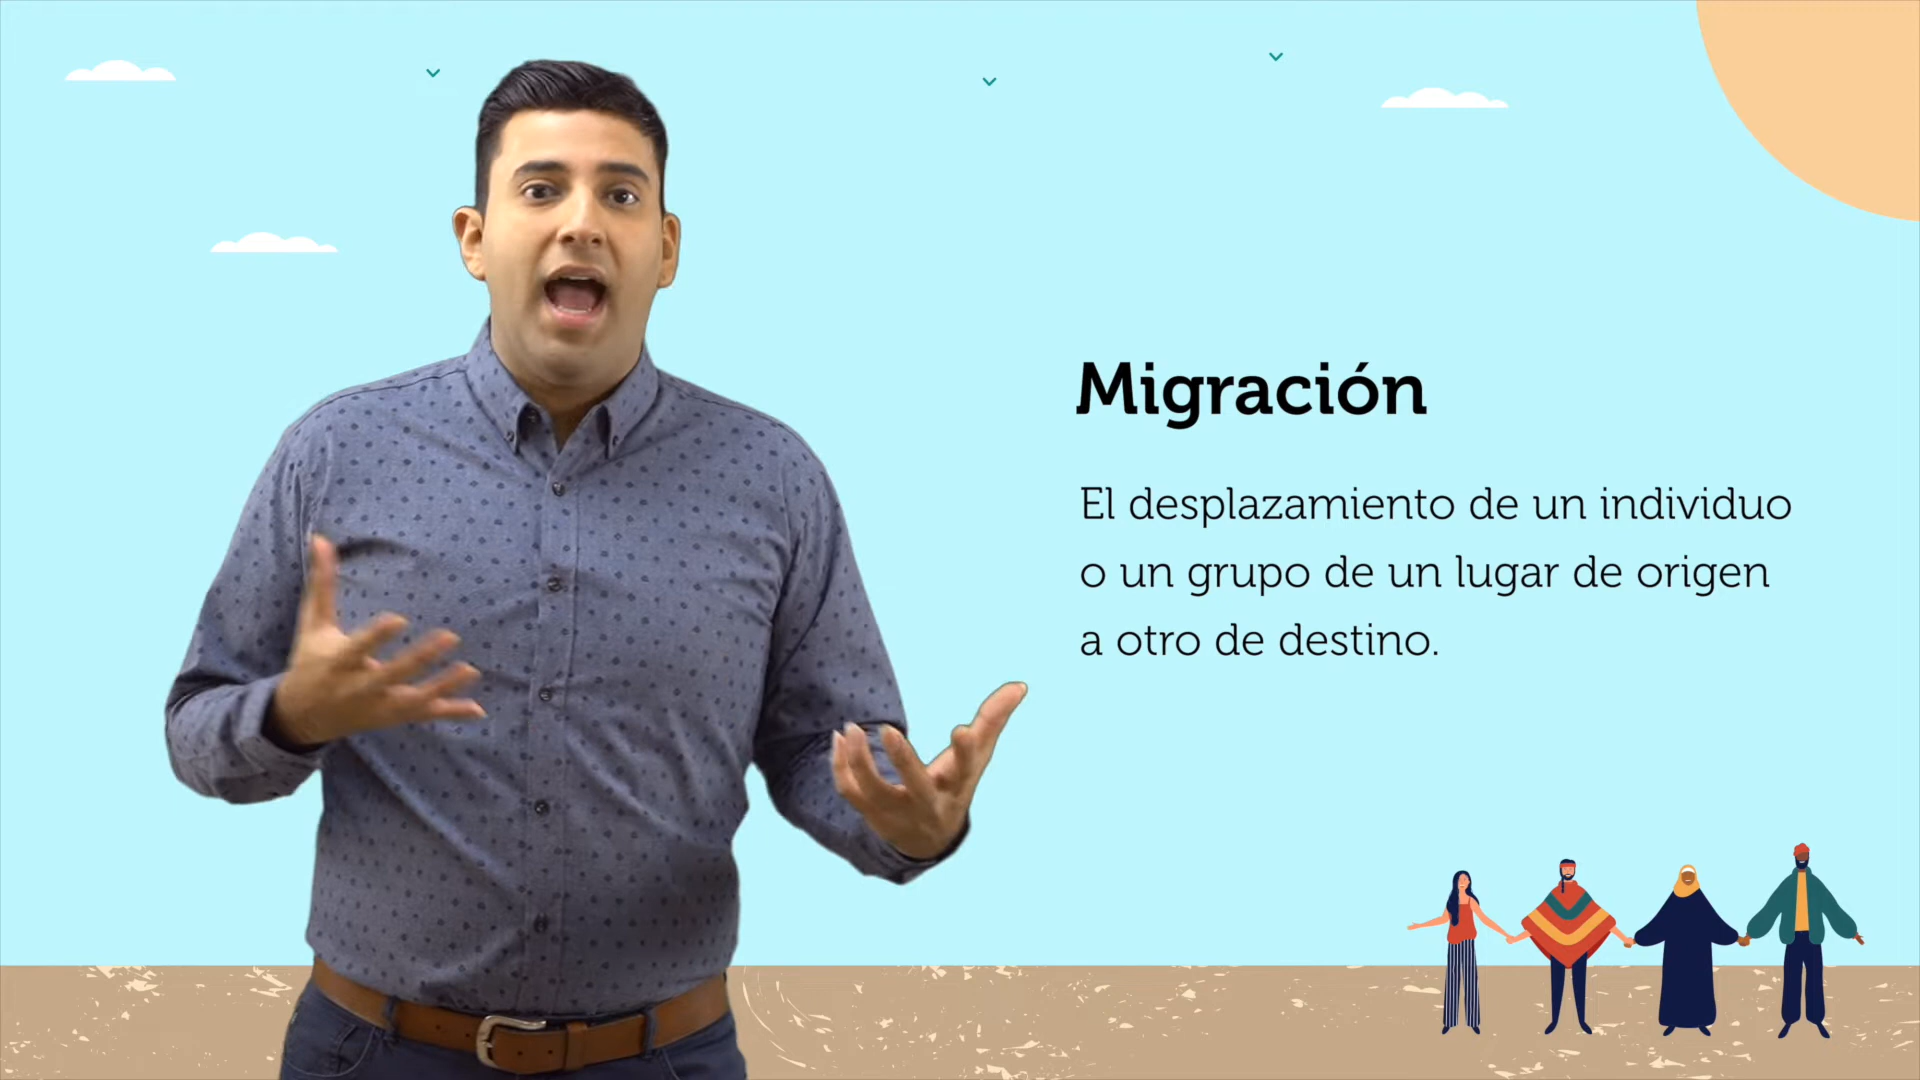 Migración
El desplazamiento de un individuo
o un grupo de un lugar de origen
a otro de destino.